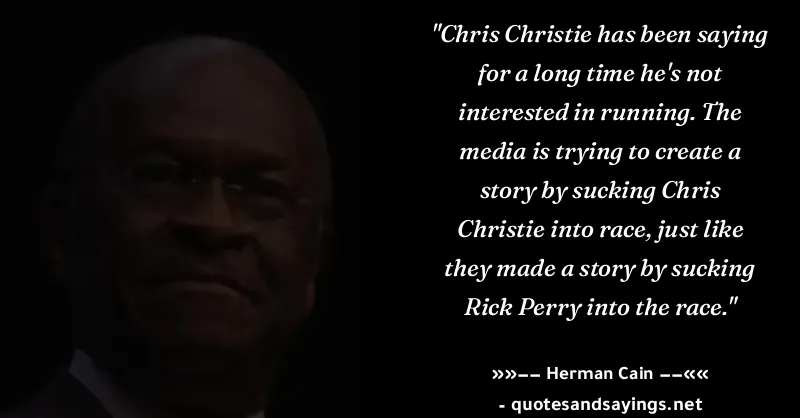 "Chris Christie has been saying
for a long time he's not
interested in running. The
media is trying to create a
story by sucking Chris
Christie into race, just like
they made a story by sucking
Rick Perry into the race."
»»–– Herman Cain ––««
- quotesandsayings.net